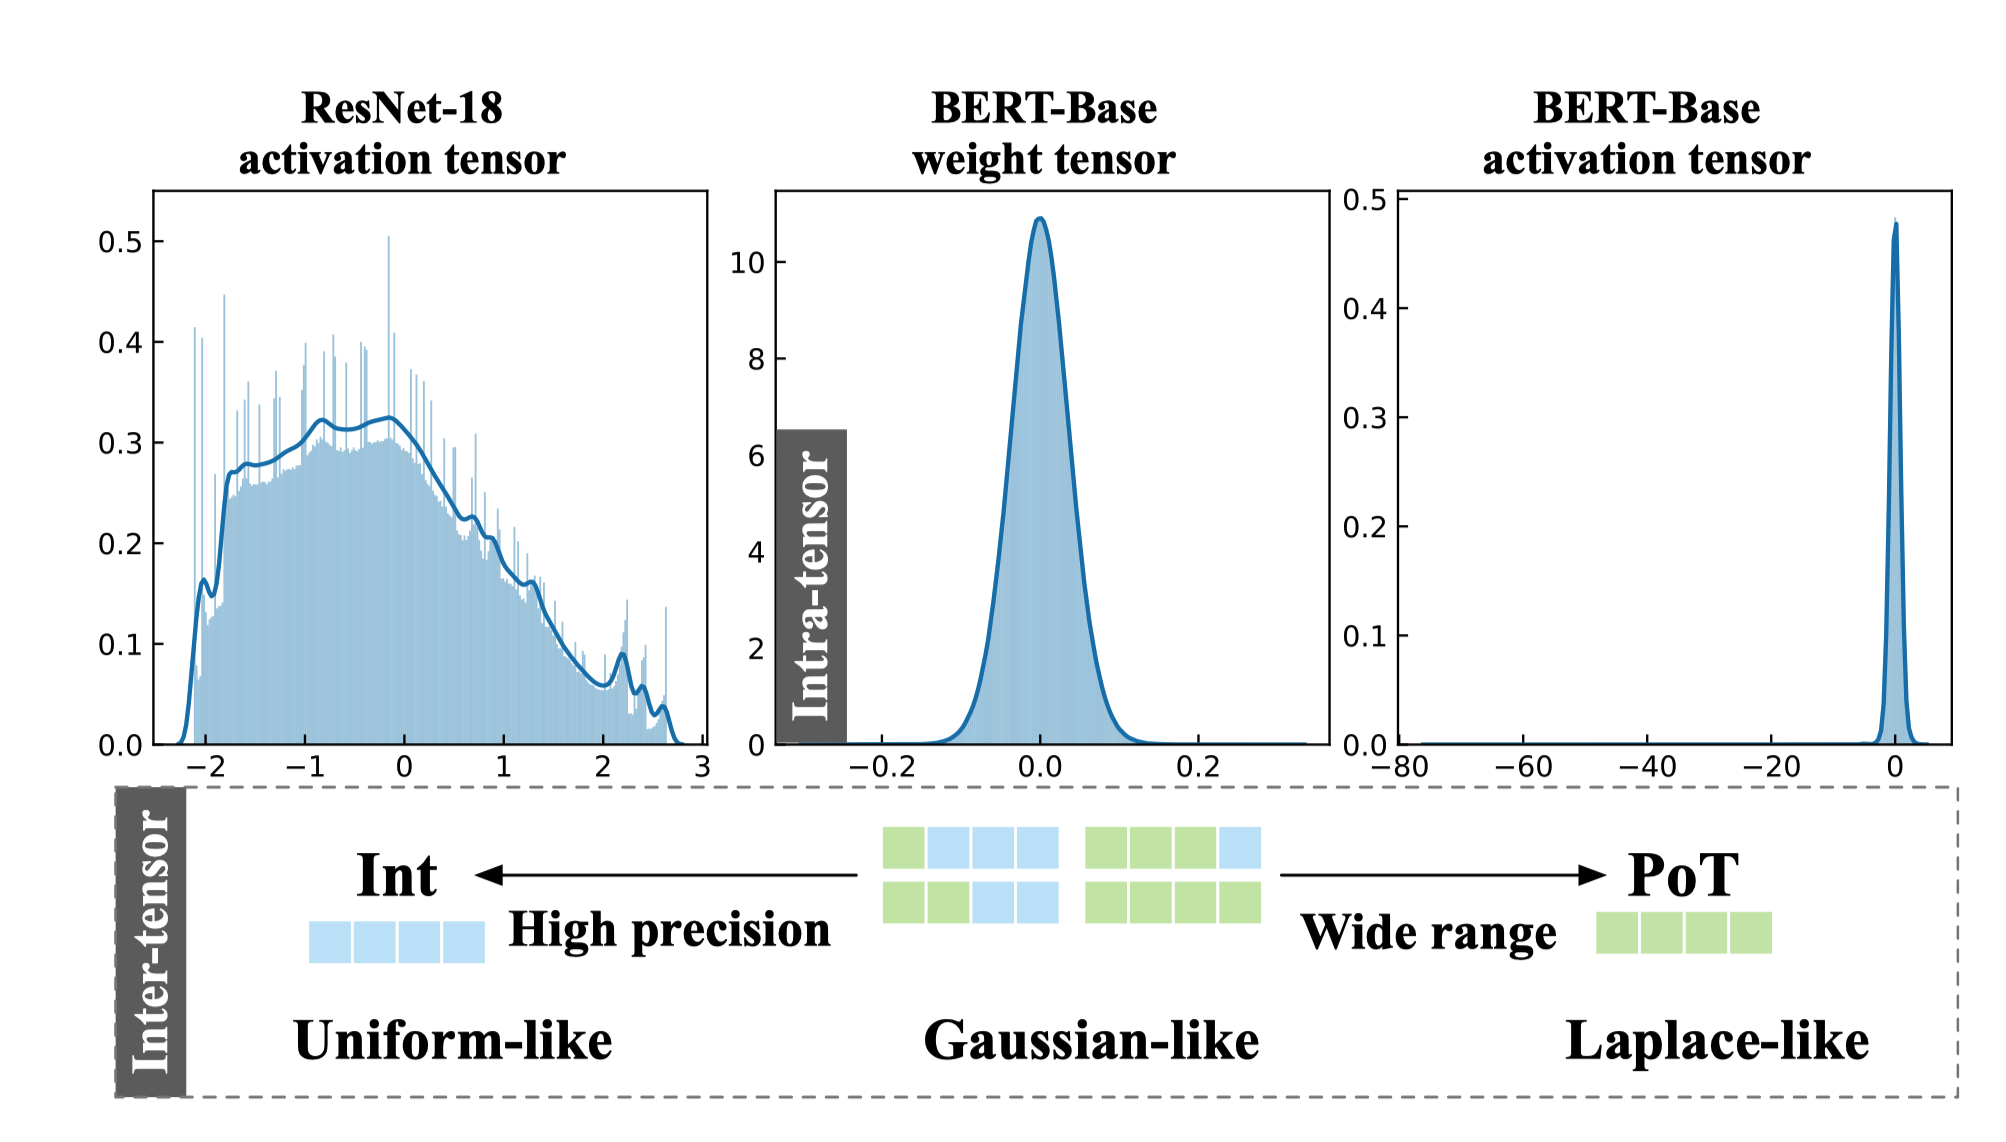 ResNet-18
activation tensor
BERT-Base
weight tensor
BERT-Base
activation tensor
0.5
0.4
0.3
0.2
0.1
0.0
−2 −1 0 1 2 3
10
8
6
4
2
0
−0.2 0.0 0.2
Intra-tensor
0.5
0.4
0.3
0.2
0.1
0.0
−80 −60 −40 −20 0
Inter-tensor
Int
High precision
PoT
Wide range
Uniform-like
Gaussian-like
Laplace-like